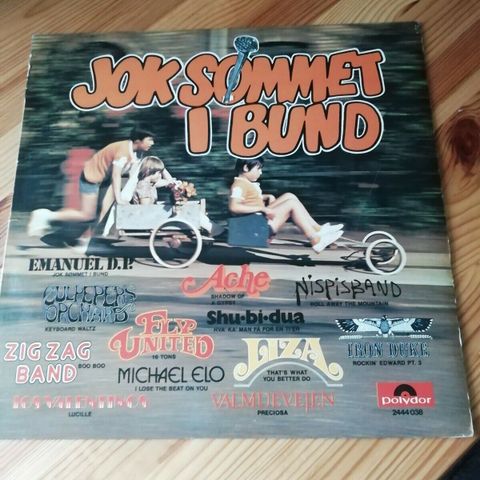 JOK SØMMET
I BUND
EMANUEL D.P.
JOK SØMMET I BUND
Ache
SHADOW OF
A GYPSY
NISPISBAND
ROLL AWAY THE MOUNTAIN
CULPEPERS
ORCHARD
KEYBOARD WALTZ
FLY
UNITED
16 TONS
Shu•bi•dua
HVA' KA' MAN FÅ FOR EN TI'ER
IRON DUKE
ROCKIN' EDWARD PT. 3
ZIG ZAG
BAND
BOO BOO
MICHAEL ELO
I LOSE THE BEAT ON YOU
LIZA
THAT'S WHAT
YOU BETTER DO
LUCILLE
VALMUEVEJEN
PRECIOSA
polydor
2444 038